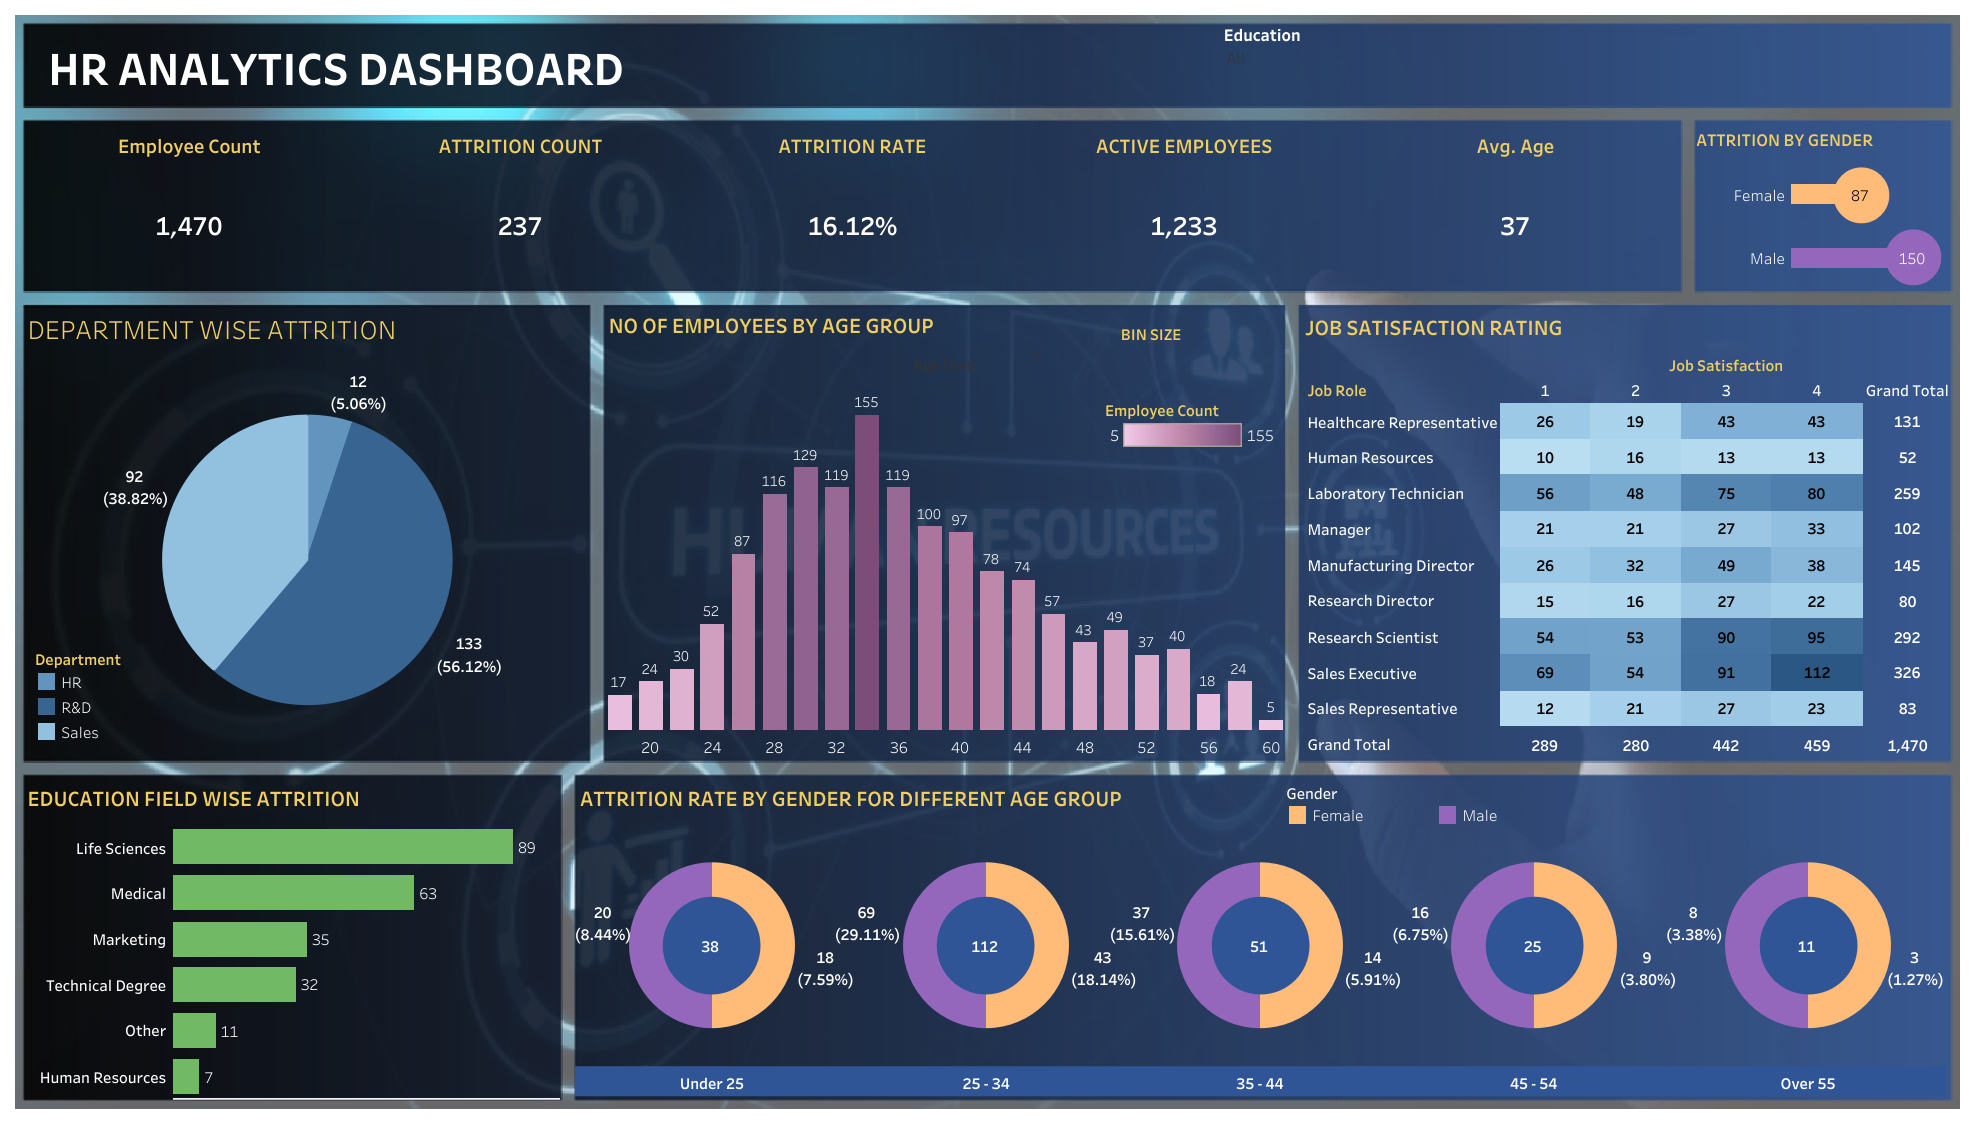 Education
All
HR ANALYTICS DASHBOARD
Employee Count
ATTRITION COUNT
ATTRITION RATE
ACTIVE EMPLOYEES
Avg. Age
1,470
237
16.12%
1,233
37
ATTRITION BY GENDER
Female 87
Male 150
DEPARTMENT WISE ATTRITION
12
(5.06%)
92
(38.82%)
133
(56.12%)
Department
HR
R&D
Sales
NO OF EMPLOYEES BY AGE GROUP
BIN SIZE
Employee Count
5 155
17 24 30 52 87 116 129 119 155 119 100 97 78 74 57 43 49 37 40 18 24 5
20 24 28 32 36 40 44 48 52 56 60
JOB SATISFACTION RATING
Job Satisfaction
Job Role 1 2 3 4 Grand Total
Healthcare Representative 26 19 43 43 131
Human Resources 10 16 13 13 52
Laboratory Technician 56 48 75 80 259
Manager 21 21 27 33 102
Manufacturing Director 26 32 49 38 145
Research Director 15 16 27 22 80
Research Scientist 54 53 90 95 292
Sales Executive 69 54 91 112 326
Sales Representative 12 21 27 23 83
Grand Total 289 280 442 459 1,470
EDUCATION FIELD WISE ATTRITION
Life Sciences 89
Medical 63
Marketing 35
Technical Degree 32
Other 11
Human Resources 7
ATTRITION RATE BY GENDER FOR DIFFERENT AGE GROUP
Gender
Female Male
20
(8.44%)
38
18
(7.59%)
69
(29.11%)
112
43
(18.14%)
37
(15.61%)
51
14
(5.91%)
16
(6.75%)
25
9
(3.80%)
8
(3.38%)
11
3
(1.27%)
Under 25 25 - 34 35 - 44 45 - 54 Over 55